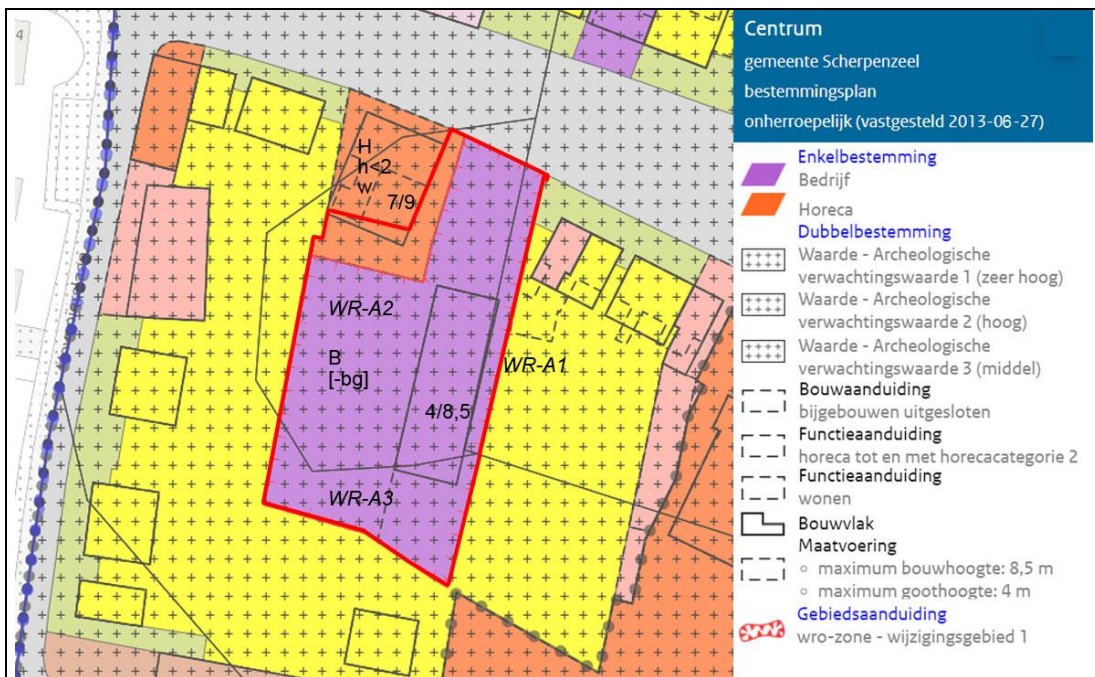 4
H
h<2
w
7/9
WR-A2
B
[-bg]
WR-A1
4/8,5
WR-A3
Centrum
gemeente Scherpenzeel
bestemmingsplan
onherroepelijk (vastgesteld 2013-06-27)
Enkelbestemming
Bedrijf
Horeca
Dubbelbestemming
Waarde - Archeologische
verwachtingswaarde 1 (zeer hoog)
Waarde - Archeologische
verwachtingswaarde 2 (hoog)
Waarde - Archeologische
verwachtingswaarde 3 (middel)
Bouwaanduiding
bijgebouwen uitgesloten
Functieaanduiding
horeca tot en met horecacategorie 2
Functieaanduiding
wonen
Bouwvlak
Maatvoering
maximum bouwhoogte: 8,5 m
maximum goothoogte: 4 m
Gebiedsaanduiding
wro-zone - wijzigingsgebied 1